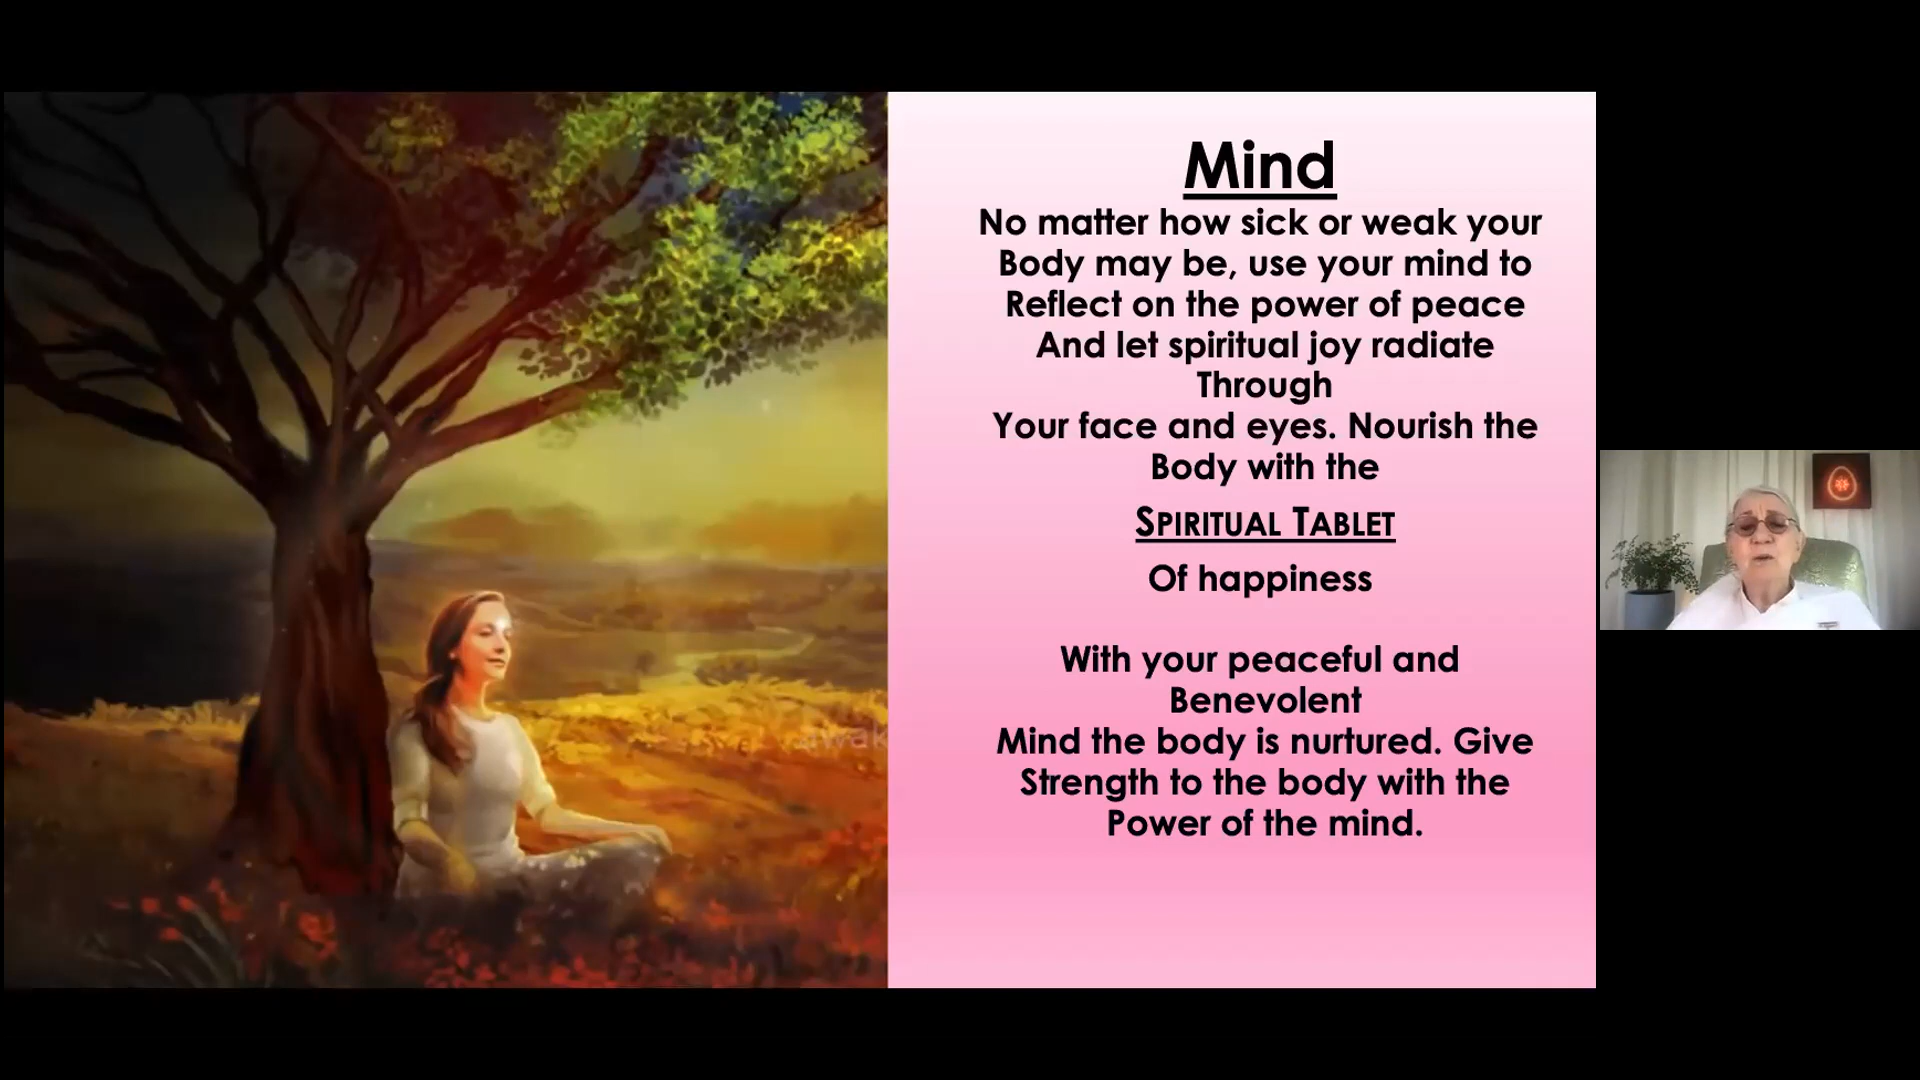 Mind
No matter how sick or weak your
Body may be, use your mind to
Reflect on the power of peace
And let spiritual joy radiate
Through
Your face and eyes. Nourish the
Body with the
SPIRITUAL TABLET
Of happiness
With your peaceful and
Benevolent
Mind the body is nurtured. Give
Strength to the body with the
Power of the mind.